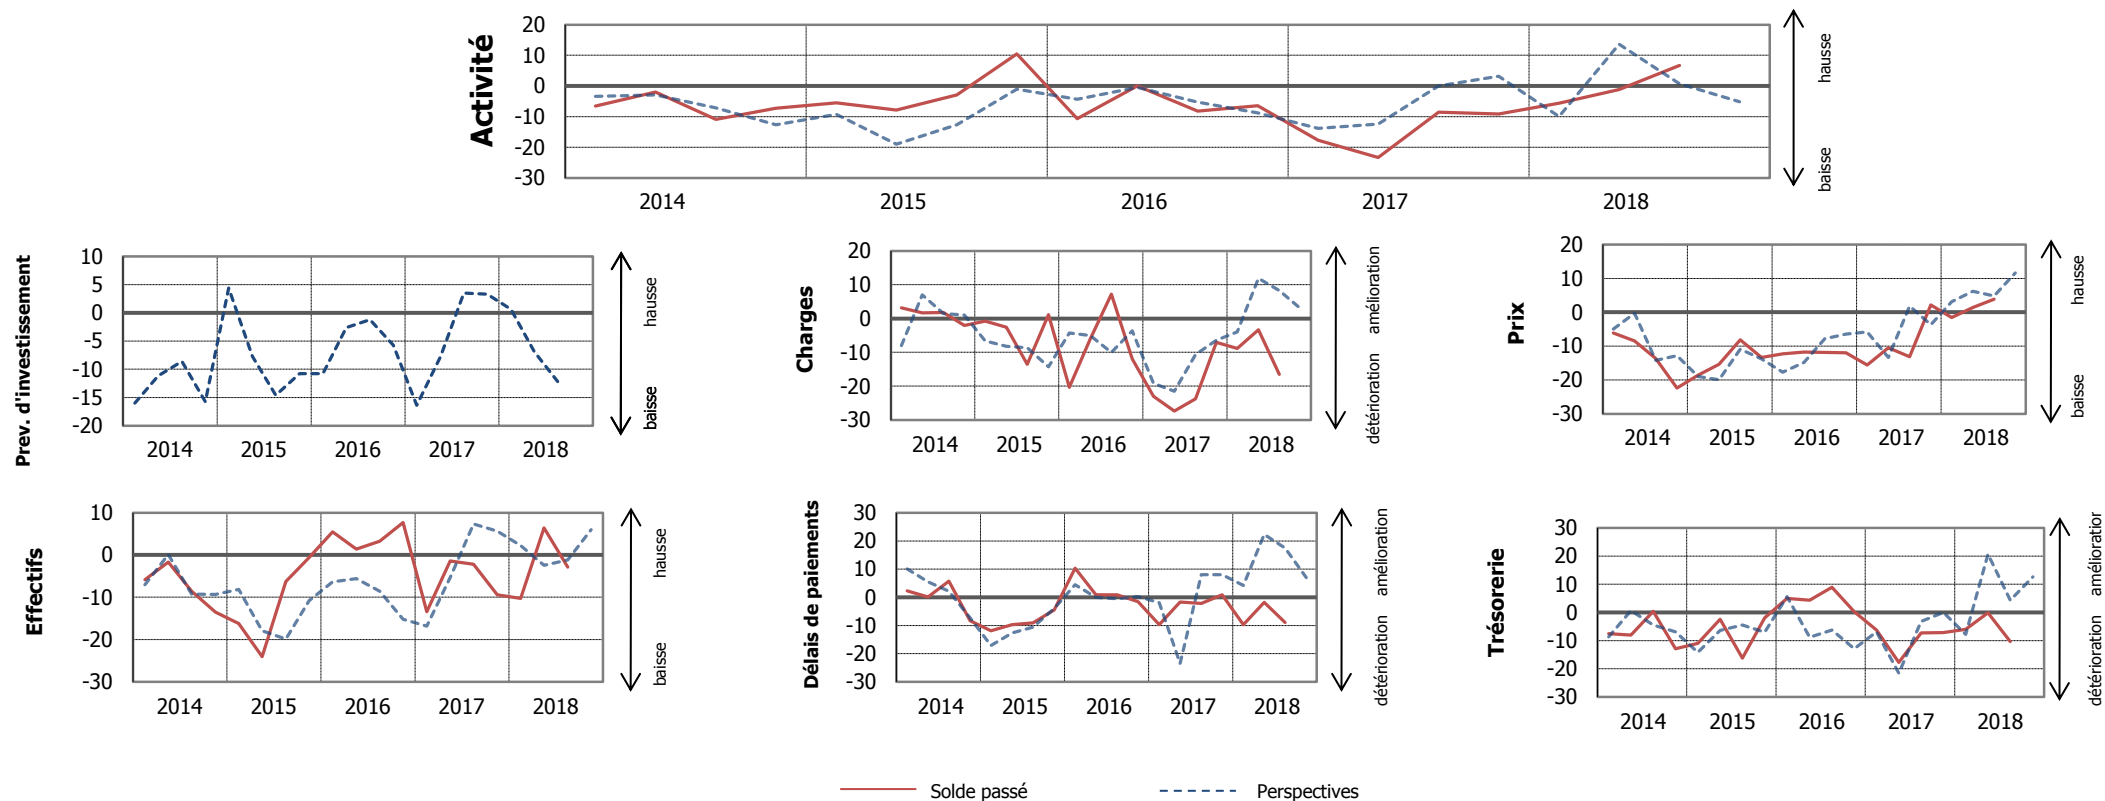 Activité
20
10
0
-10
-20
-30
2014 2015 2016 2017 2018
hausse
baisse
Prev. d'investissement
10
5
0
-5
-10
-15
-20
2014 2015 2016 2017 2018
hausse
baisse
Charges
20
10
0
-10
-20
-30
2014 2015 2016 2017 2018
amélioration
détérioration
Prix
20
10
0
-10
-20
-30
2014 2015 2016 2017 2018
hausse
baisse
Effectifs
10
0
-10
-20
-30
2014 2015 2016 2017 2018
hausse
baisse
Délais de paiements
30
20
10
0
-10
-20
-30
2014 2015 2016 2017 2018
amélioration
détérioration
Trésorerie
30
20
10
0
-10
-20
-30
2014 2015 2016 2017 2018
amélioration
détérioration
Solde passé Perspectives